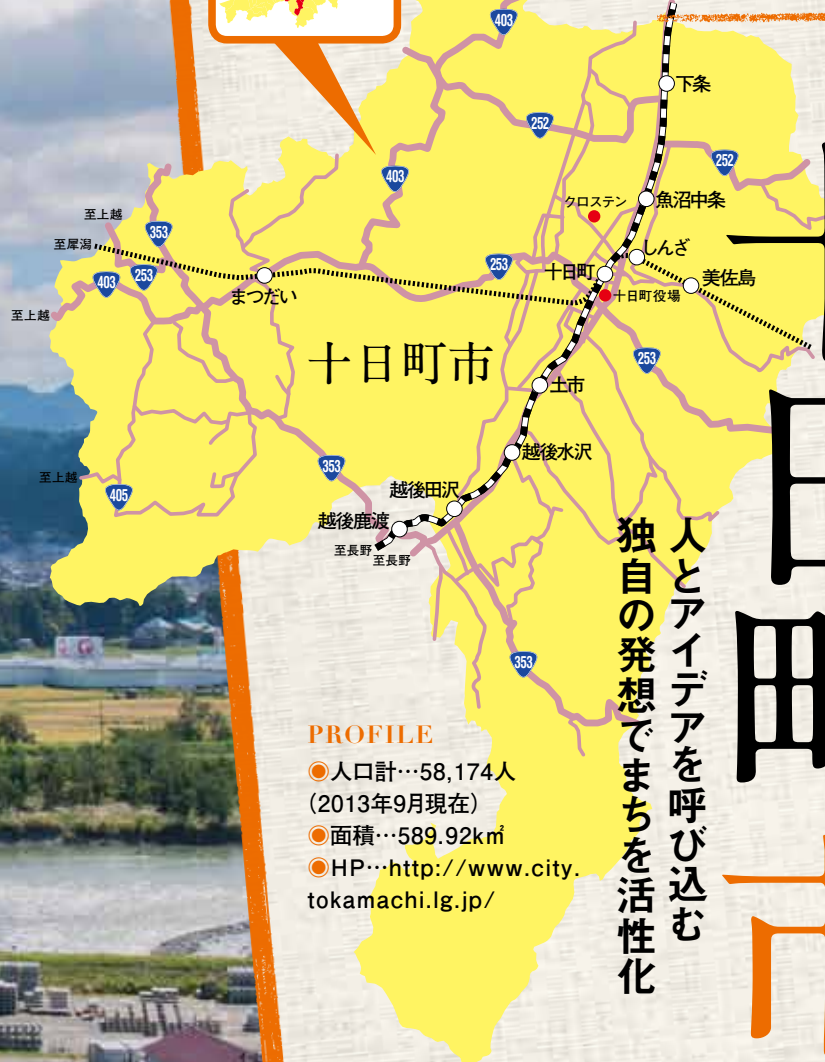 403
252
下条
403
252
クロステン
魚沼中条
至上越
353
至犀潟
しんざ
403
253
まつだい
253
十日町
美佐島
十日町役場
至上越
十日町市
253
土市
353
越後水沢
至上越
405
越後田沢
越後鹿渡
至長野
至長野
353
人とアイデアを呼び込む
独自の発想でまちを活性化
PROFILE
◉人口計…58,174人
(2013年9月現在)
◉面積…589.92k㎡
◉HP…http://www.city.
tokamachi.lg.jp/